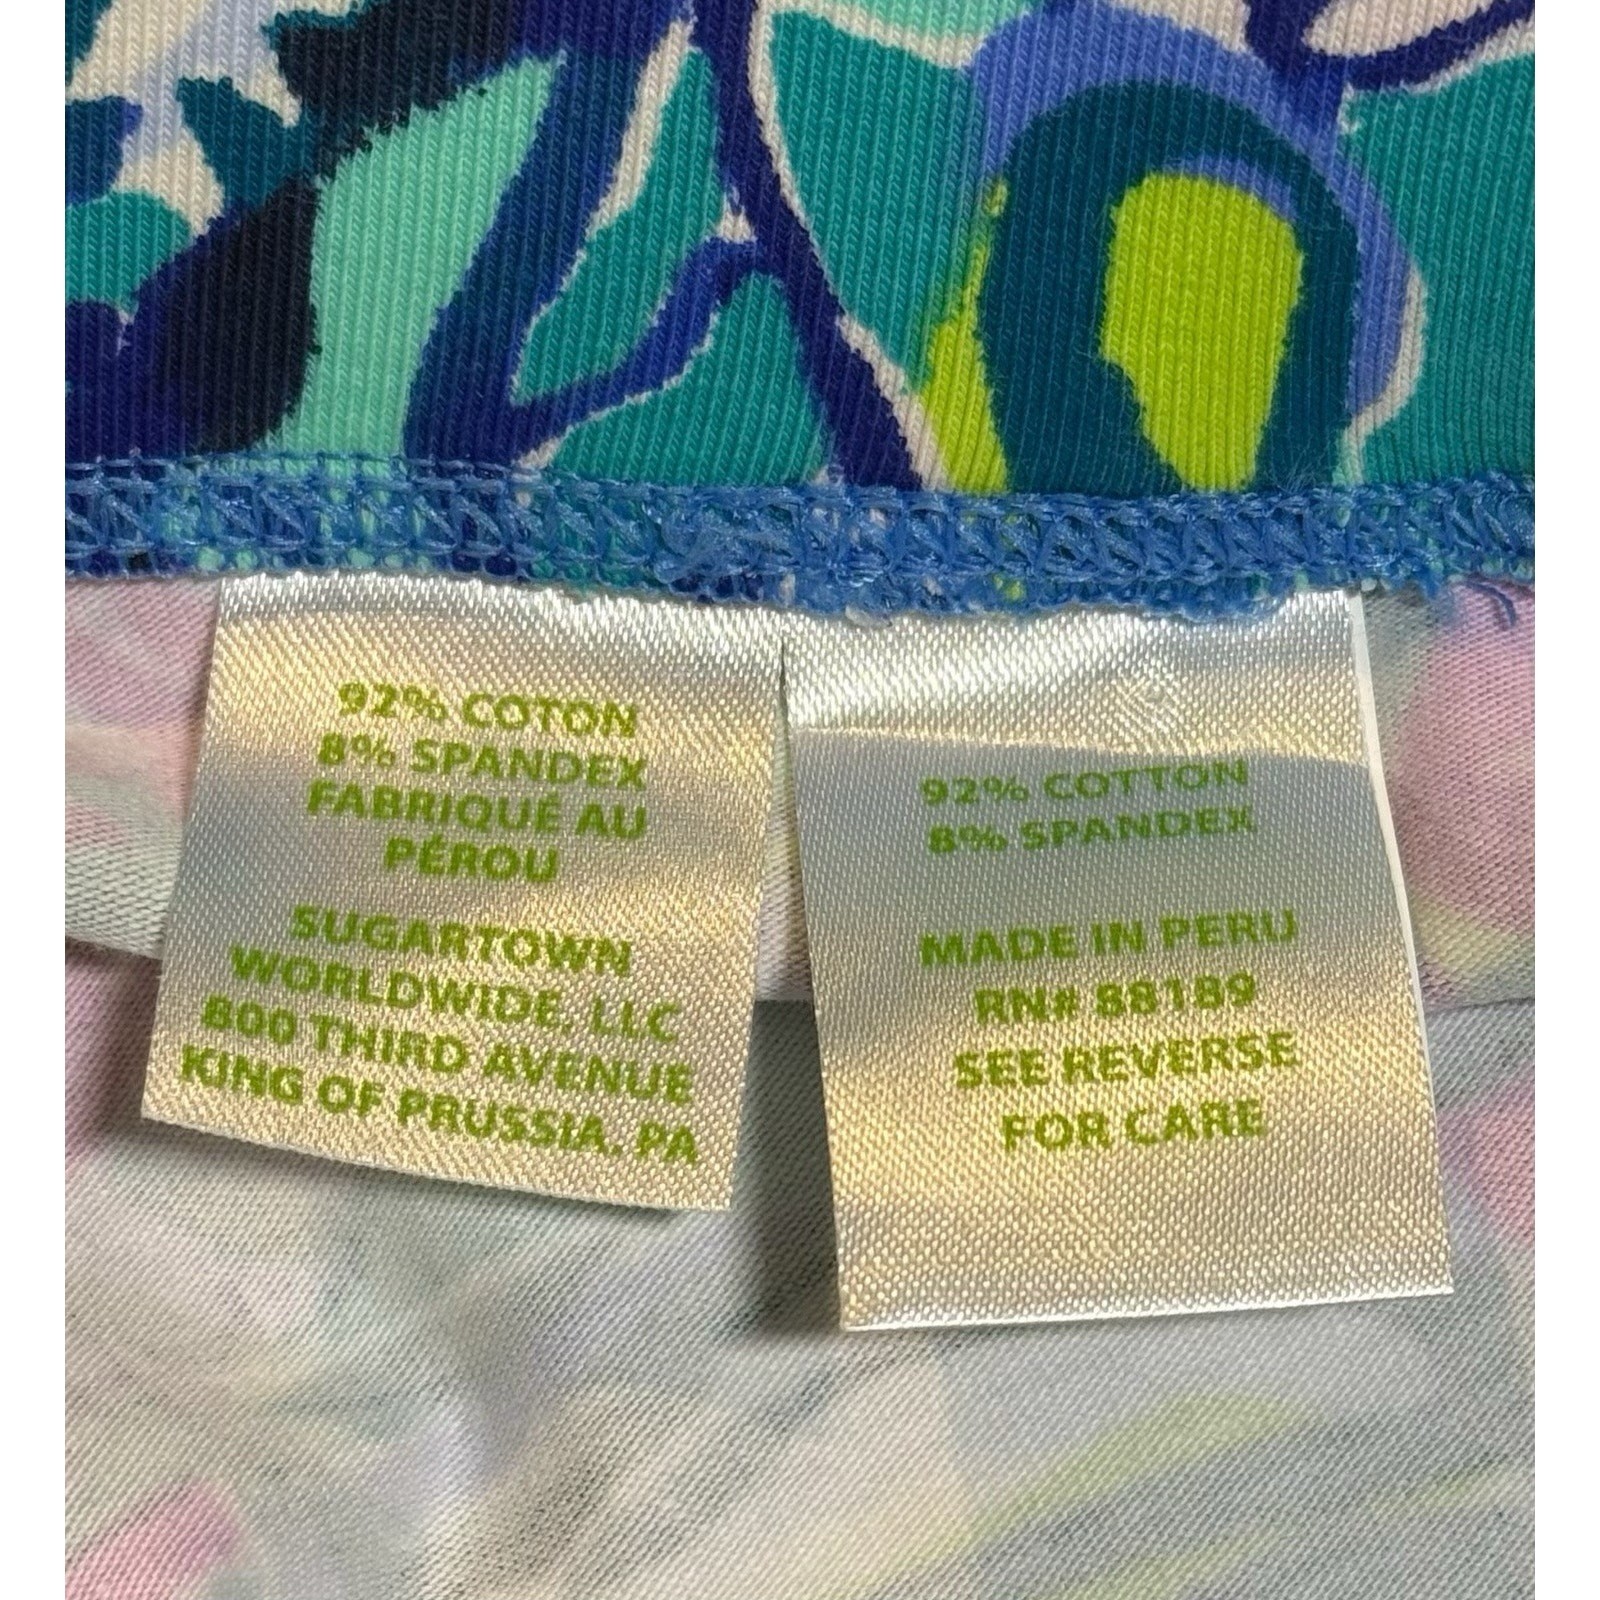 92% COTON
8% SPANDEX
FABRIQUÉ AU
PÉROU
SUGARTOWN
WORLDWIDE, LLC
800 THIRD AVENUE
KING OF PRUSSIA, PA
92% COTTON
8% SPANDEX
MADE IN PERU
RN# 88189
SEE REVERSE
FOR CARE